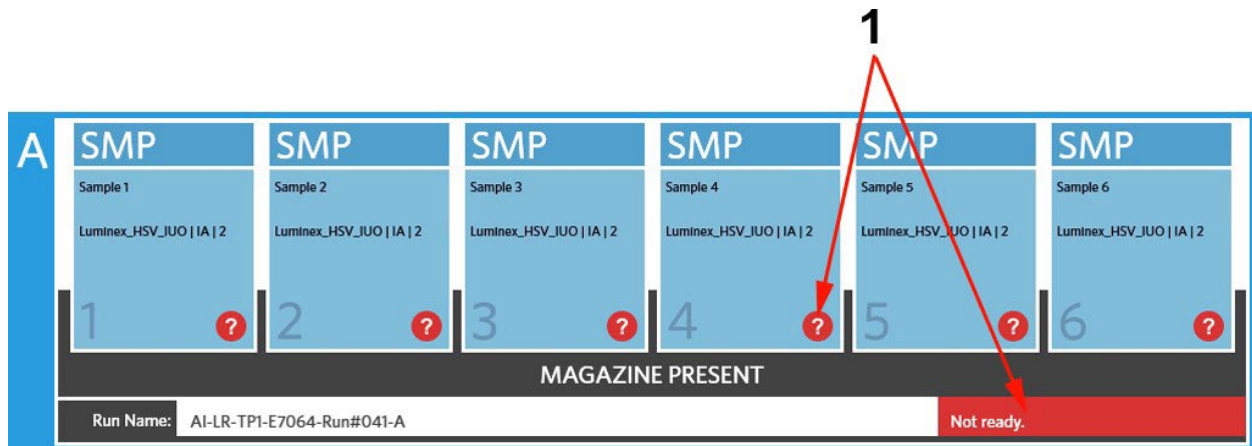 1
A
SMP SMP SMP SMP SMP SMP
Sample 1 Sample 2 Sample 3 Sample 4 Sample 5 Sample 6
Luminex_HSV_IUO | IA | 2 Luminex_HSV_IUO | IA | 2 Luminex_HSV_IUO | IA | 2 Luminex_HSV_IUO | IA | 2 Luminex_HSV_IUO | IA | 2 Luminex_HSV_IUO | IA | 2
1 ? 2 ? 3 ? 4 ? 5 ? 6 ?
MAGAZINE PRESENT
Run Name: AI-LR-TP1-E7064-Run#041-A Not ready.